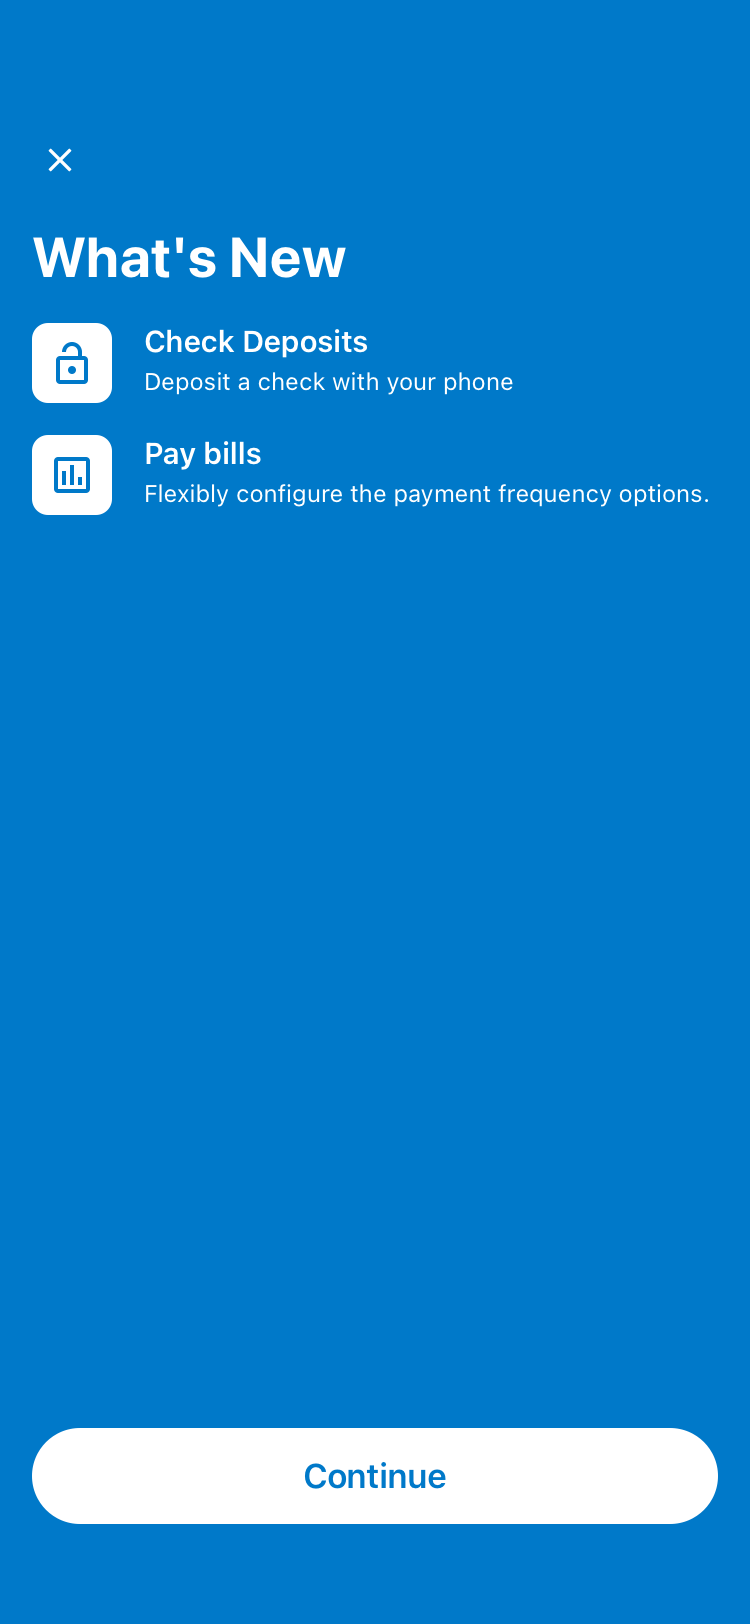 What's New
Check Deposits
Deposit a check with your phone
Pay bills
Flexibly configure the payment frequency options.
Continue